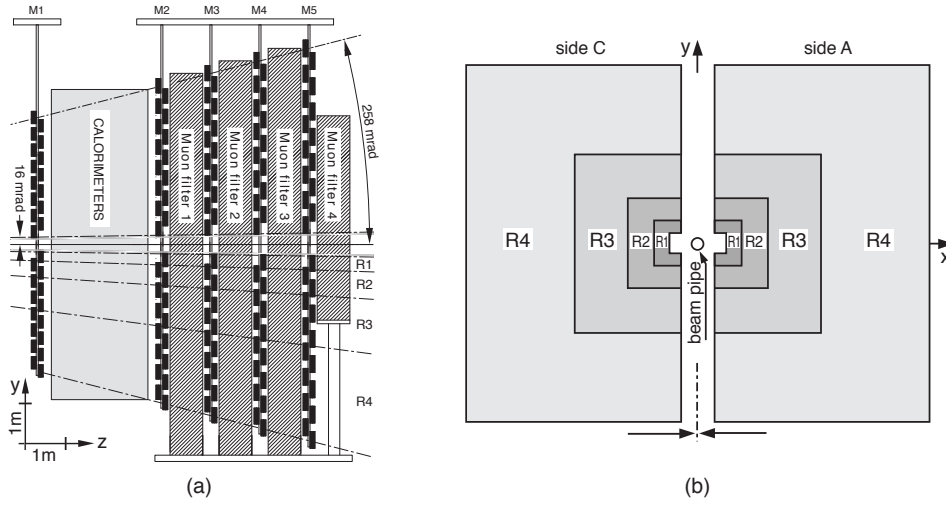 M1
M2
M3
M4
M5
16 mrad
258 mrad
CALORIMETERS
Muon filter 1
Muon filter 2
Muon filter 3
Muon filter 4
R1
R2
R3
R4
y
1m
z
1m
(a)
side C
y
side A
R4
R3
R2
R1
R1
R2
R3
R4
x
beam pipe
(b)